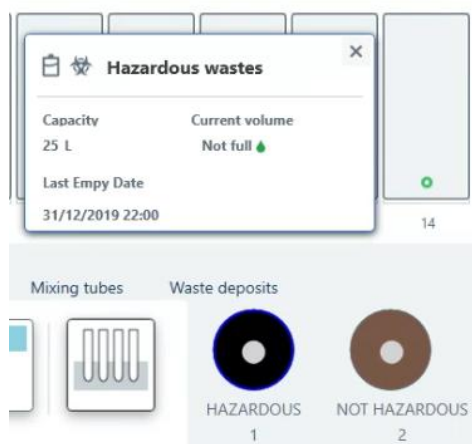 Hazardous wastes
Capacity Current volume
25 L Not full
Last Empy Date
31/12/2019 22:00
14
Mixing tubes Waste deposits
HAZARDOUS NOT HAZARDOUS
1 2